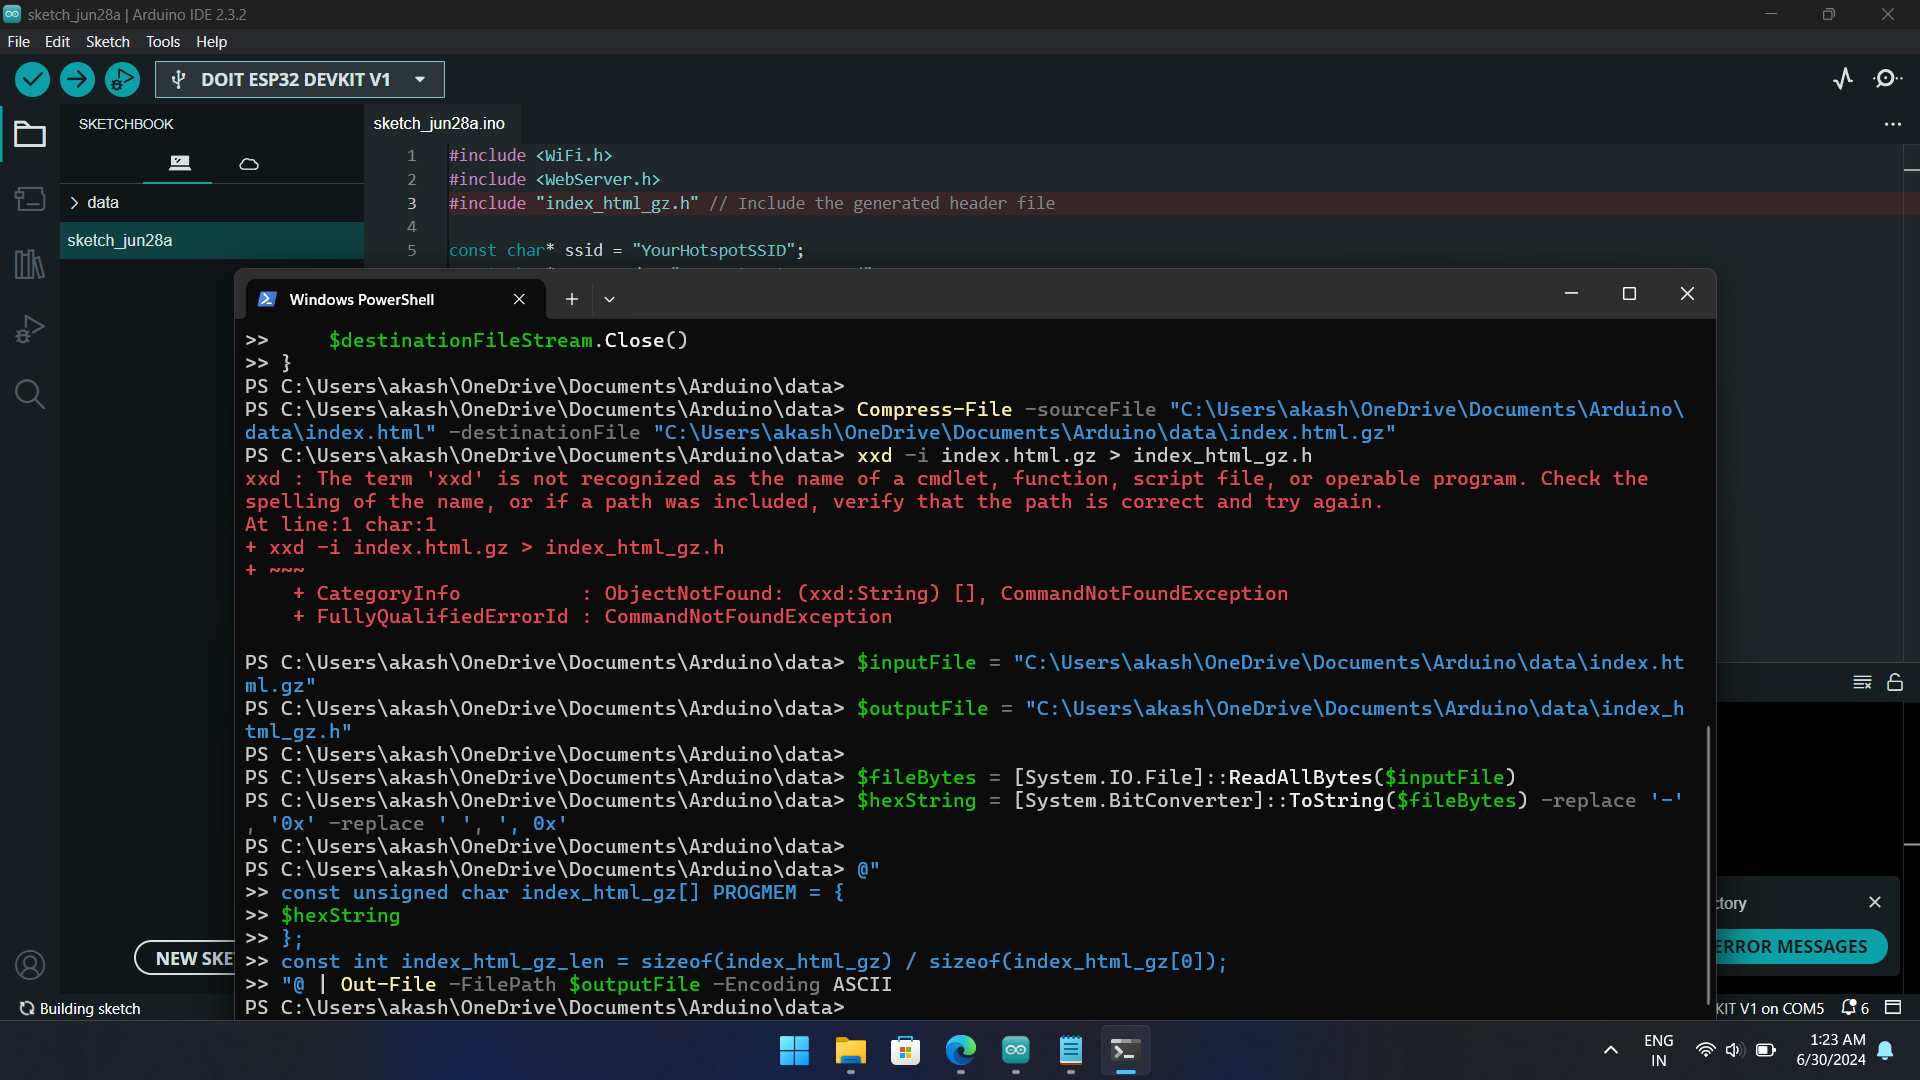 sketch_jun28a | Arduino IDE 2.3.2
File Edit Sketch Tools Help
DOIT ESP32 DEVKIT V1
SKETCHBOOK
data
sketch_jun28a
NEW SKE
sketch_jun28a.ino
1 #include <WiFi.h>
2 #include <WebServer.h>
3 #include "index_html_gz.h" // Include the generated header file
4
5 const char* ssid = "YourHotspotSSID";
Windows PowerShell
>>     $destinationFileStream.Close()
>> }
PS C:\Users\akash\OneDrive\Documents\Arduino\data>
PS C:\Users\akash\OneDrive\Documents\Arduino\data> Compress-File -sourceFile "C:\Users\akash\OneDrive\Documents\Arduino\
data\index.html" -destinationFile "C:\Users\akash\OneDrive\Documents\Arduino\data\index.html.gz"
PS C:\Users\akash\OneDrive\Documents\Arduino\data> xxd -i index.html.gz > index_html_gz.h
xxd : The term 'xxd' is not recognized as the name of a cmdlet, function, script file, or operable program. Check the
spelling of the name, or if a path was included, verify that the path is correct and try again.
At line:1 char:1
+ xxd -i index.html.gz > index_html_gz.h
+ ~~~
    + CategoryInfo          : ObjectNotFound: (xxd:String) [], CommandNotFoundException
    + FullyQualifiedErrorId : CommandNotFoundException
PS C:\Users\akash\OneDrive\Documents\Arduino\data> $inputFile = "C:\Users\akash\OneDrive\Documents\Arduino\data\index.ht
ml.gz"
PS C:\Users\akash\OneDrive\Documents\Arduino\data> $outputFile = "C:\Users\akash\OneDrive\Documents\Arduino\data\index_h
tml_gz.h"
PS C:\Users\akash\OneDrive\Documents\Arduino\data>
PS C:\Users\akash\OneDrive\Documents\Arduino\data> $fileBytes = [System.IO.File]::ReadAllBytes($inputFile)
PS C:\Users\akash\OneDrive\Documents\Arduino\data> $hexString = [System.BitConverter]::ToString($fileBytes) -replace '-'
, '0x' -replace ' ', ', 0x'
PS C:\Users\akash\OneDrive\Documents\Arduino\data>
PS C:\Users\akash\OneDrive\Documents\Arduino\data> @"
>> const unsigned char index_html_gz[] PROGMEM = {
>> $hexString
>> };
>> const int index_html_gz_len = sizeof(index_html_gz) / sizeof(index_html_gz[0]);
>> "@ | Out-File -FilePath $outputFile -Encoding ASCII
PS C:\Users\akash\OneDrive\Documents\Arduino\data>
ctory
ERROR MESSAGES
Building sketch
KIT V1 on COM5
6
ENG
IN
1:23 AM
6/30/2024